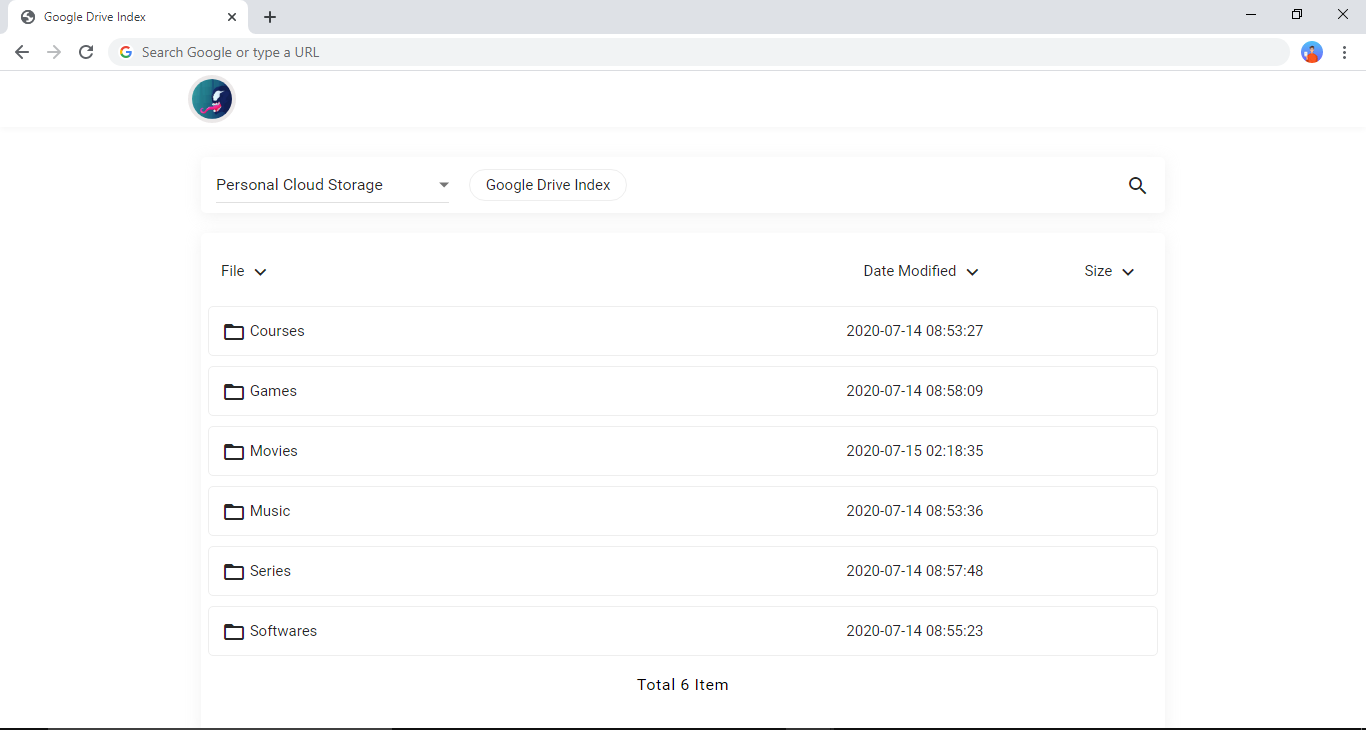 Google Drive Index
Search Google or type a URL
Personal Cloud Storage Google Drive Index
File Date Modified Size
Courses 2020-07-14 08:53:27
Games 2020-07-14 08:58:09
Movies 2020-07-15 02:18:35
Music 2020-07-14 08:53:36
Series 2020-07-14 08:57:48
Softwares 2020-07-14 08:55:23
Total 6 Item